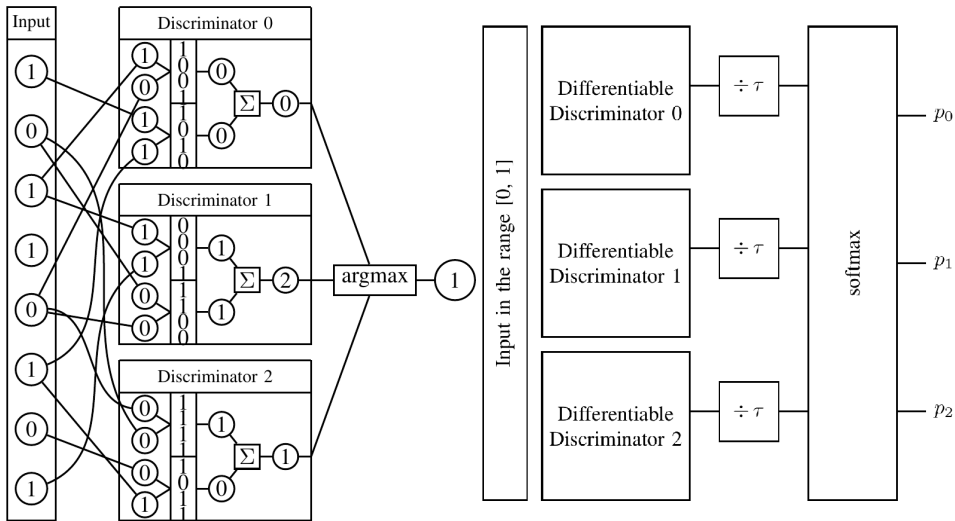 Input
1
0
1
1
0
1
0
1
Discriminator 0
1
0
1
1
1
0
0
1
1
0
1
0
0
0
Σ
0
Discriminator 1
1
1
0
0
0
0
0
1
1
1
0
0
1
1
Σ
2
Discriminator 2
0
0
0
1
1
1
1
1
1
0
1
1
1
0
Σ
1
argmax
1
Input in the range [0, 1]
Differentiable
Discriminator 0
÷ τ
Differentiable
Discriminator 1
÷ τ
Differentiable
Discriminator 2
÷ τ
softmax
p0
p1
p2